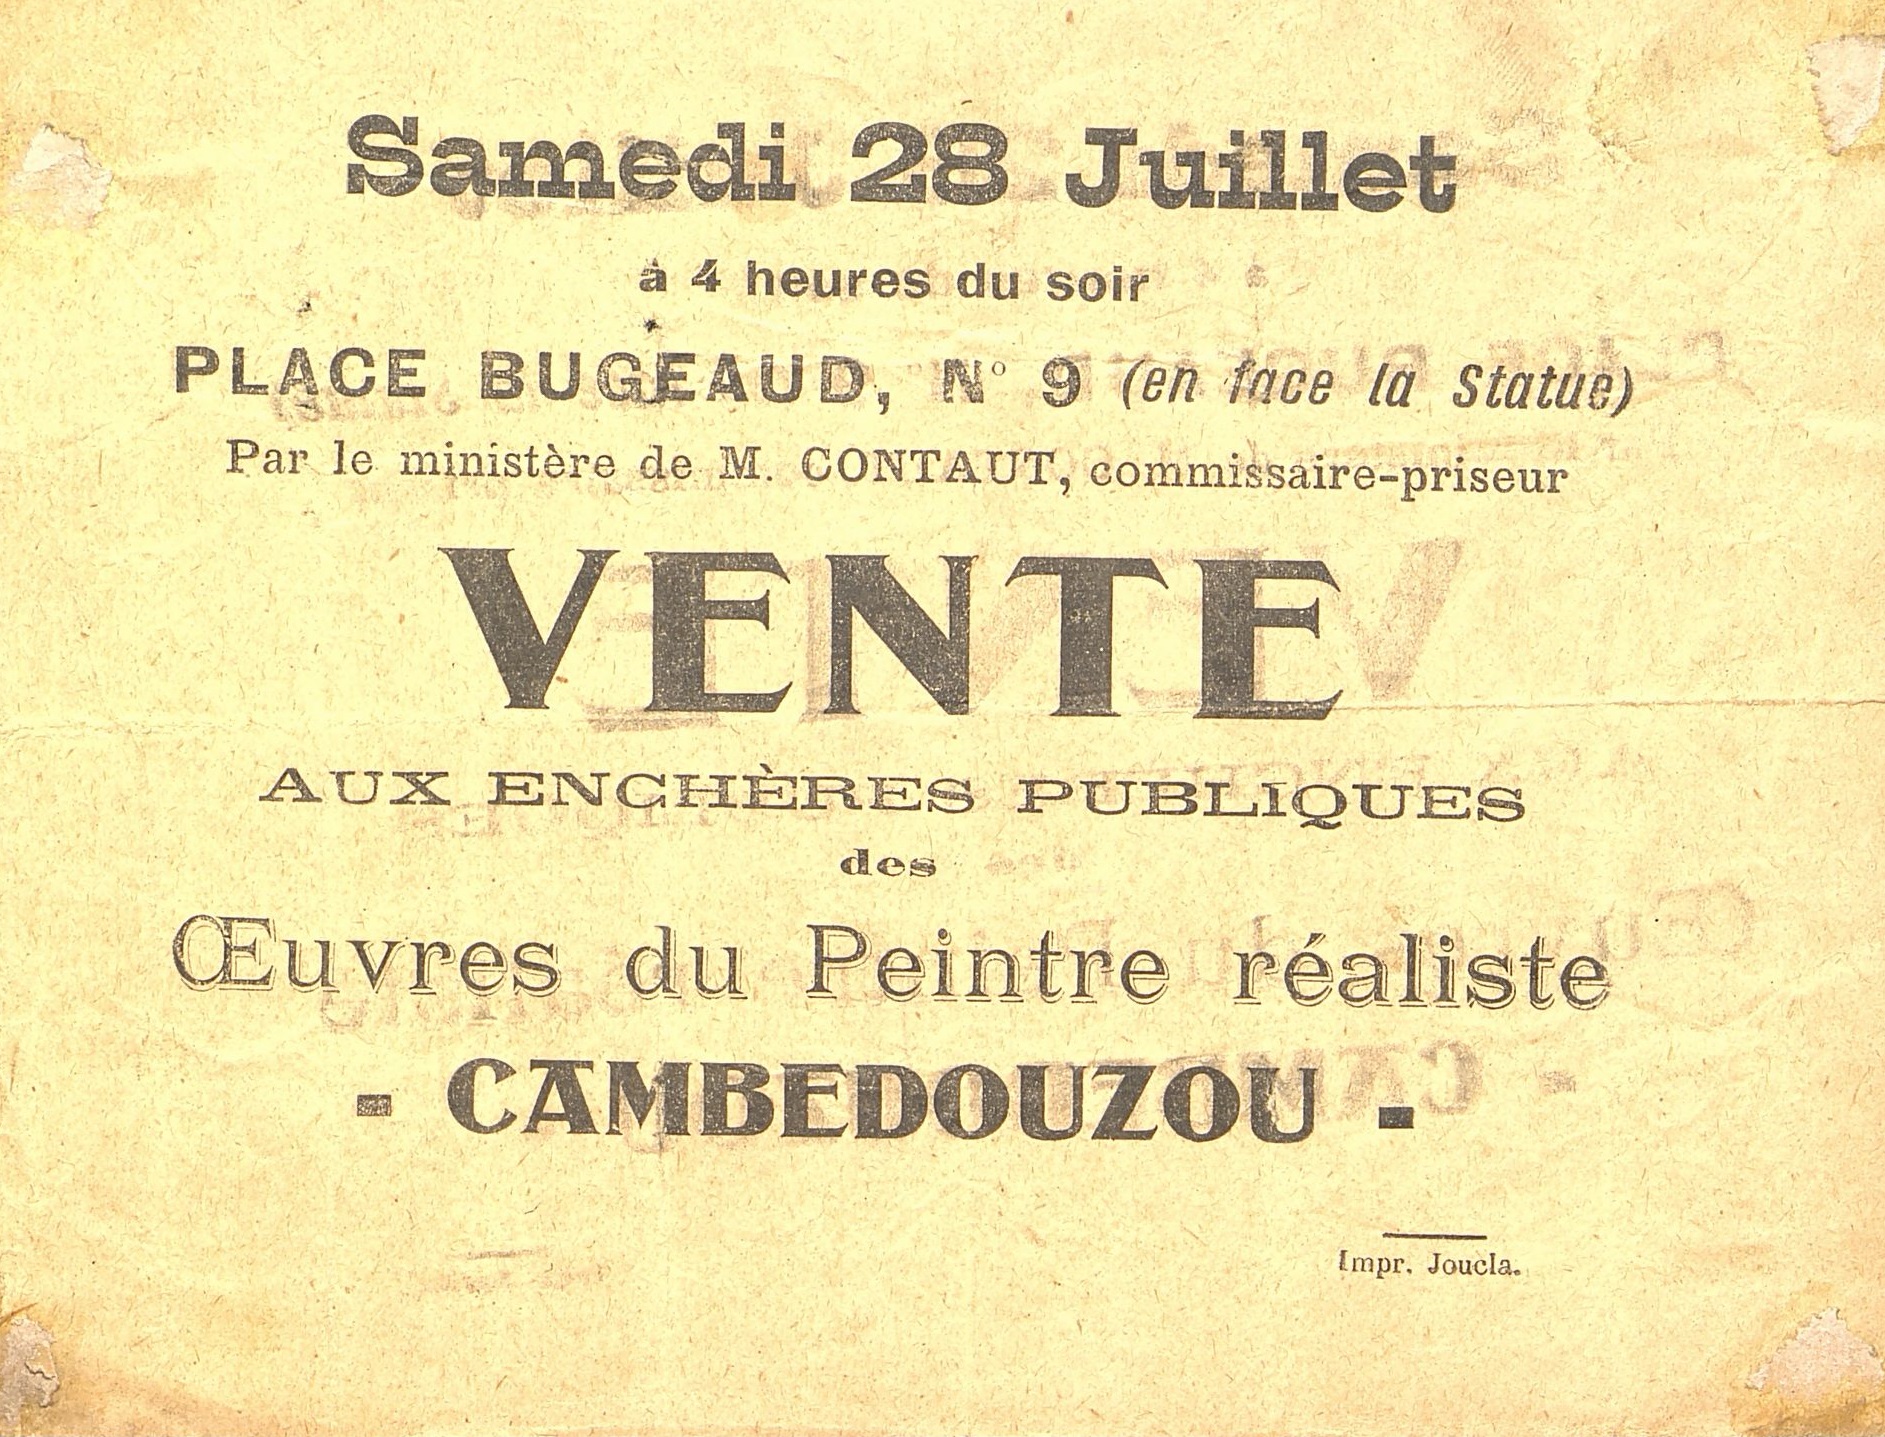 Samedi 28 Juillet
à 4 heures du soir
PLACE BUGEAUD, N° 9 (en face la Statue)
Par le ministère de M. CONTAUT, commissaire-priseur
VENTE
AUX ENCHÈRES PUBLIQUES
des
Œuvres du Peintre réaliste
- CAMBEDOUZOU -
Impr. Joucla.